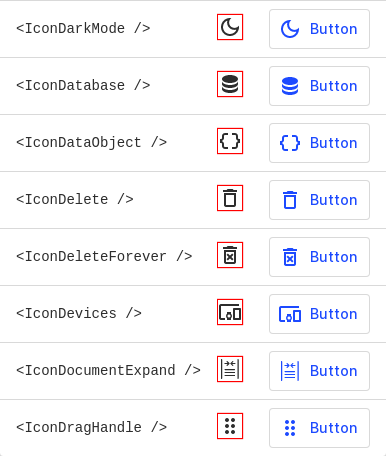 <IconDarkMode /> Button
<IconDatabase /> Button
<IconDataObject /> Button
<IconDelete /> Button
<IconDeleteForever /> Button
<IconDevices /> Button
<IconDocumentExpand /> Button
<IconDragHandle /> Button